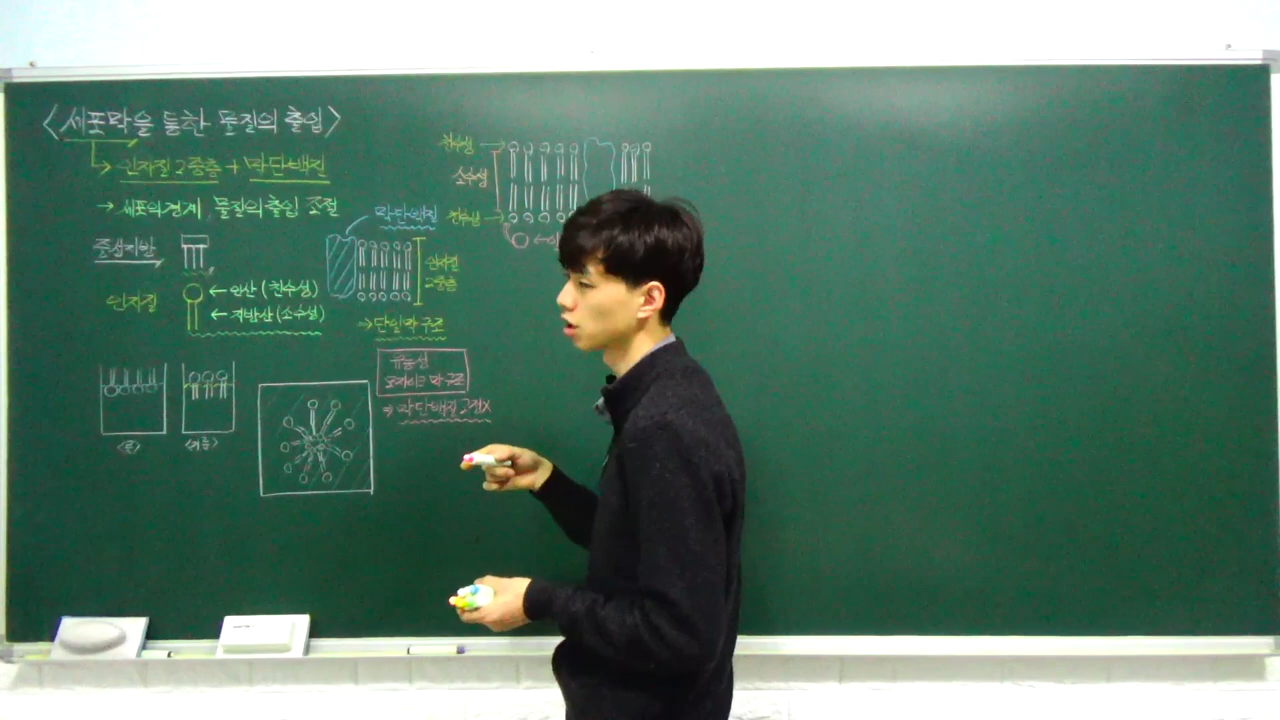 <세포막을 통한 물질의 출입>
→ 인지질 2중층 + 막단백질
→ 세포의 경계, 물질의 출입 조절
중성지방
인지질
← 인산 (친수성)
← 지방산 (소수성)
막단백질
인지질
2중층
→ 단일막 구조
유동성
모자이크 막 구조
⇒ 막단백질 고정X
<물>
<기름>
친수성
소수성
친수성